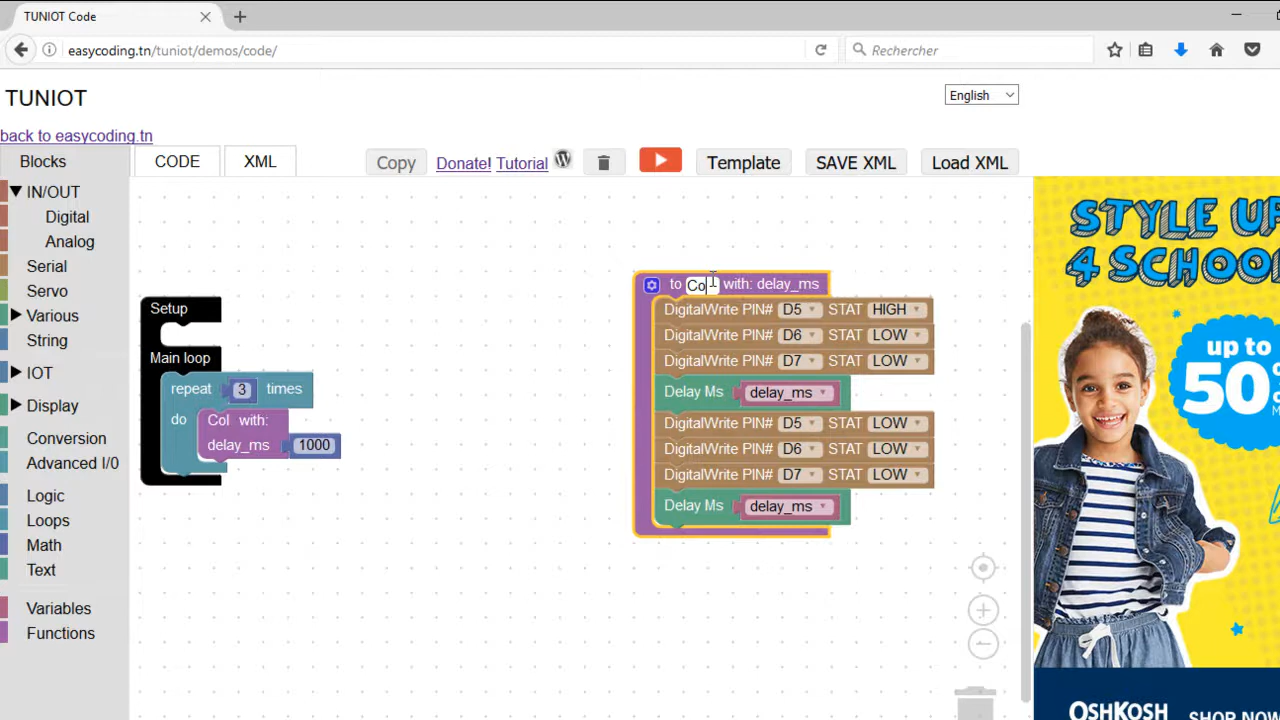 TUNIOT Code
easycoding.tn/tuniot/demos/code/
Rechercher
TUNIOT
English
back to easycoding.tn
Blocks
CODE
XML
Copy
Donate!
Tutorial
Template
SAVE XML
Load XML
IN/OUT
Digital
Analog
Serial
Servo
Various
String
IOT
Display
Conversion
Advanced I/0
Logic
Loops
Math
Text
Variables
Functions
Setup
Main loop
repeat 3 times
do Col with:
delay_ms 1000
to Col with: delay_ms
DigitalWrite PIN# D5 STAT HIGH
DigitalWrite PIN# D6 STAT LOW
DigitalWrite PIN# D7 STAT LOW
Delay Ms delay_ms
DigitalWrite PIN# D5 STAT LOW
DigitalWrite PIN# D6 STAT LOW
DigitalWrite PIN# D7 STAT LOW
Delay Ms delay_ms
STYLE UP
4 SCHOO
up to
50
OSHKOSH
SHOP NOW